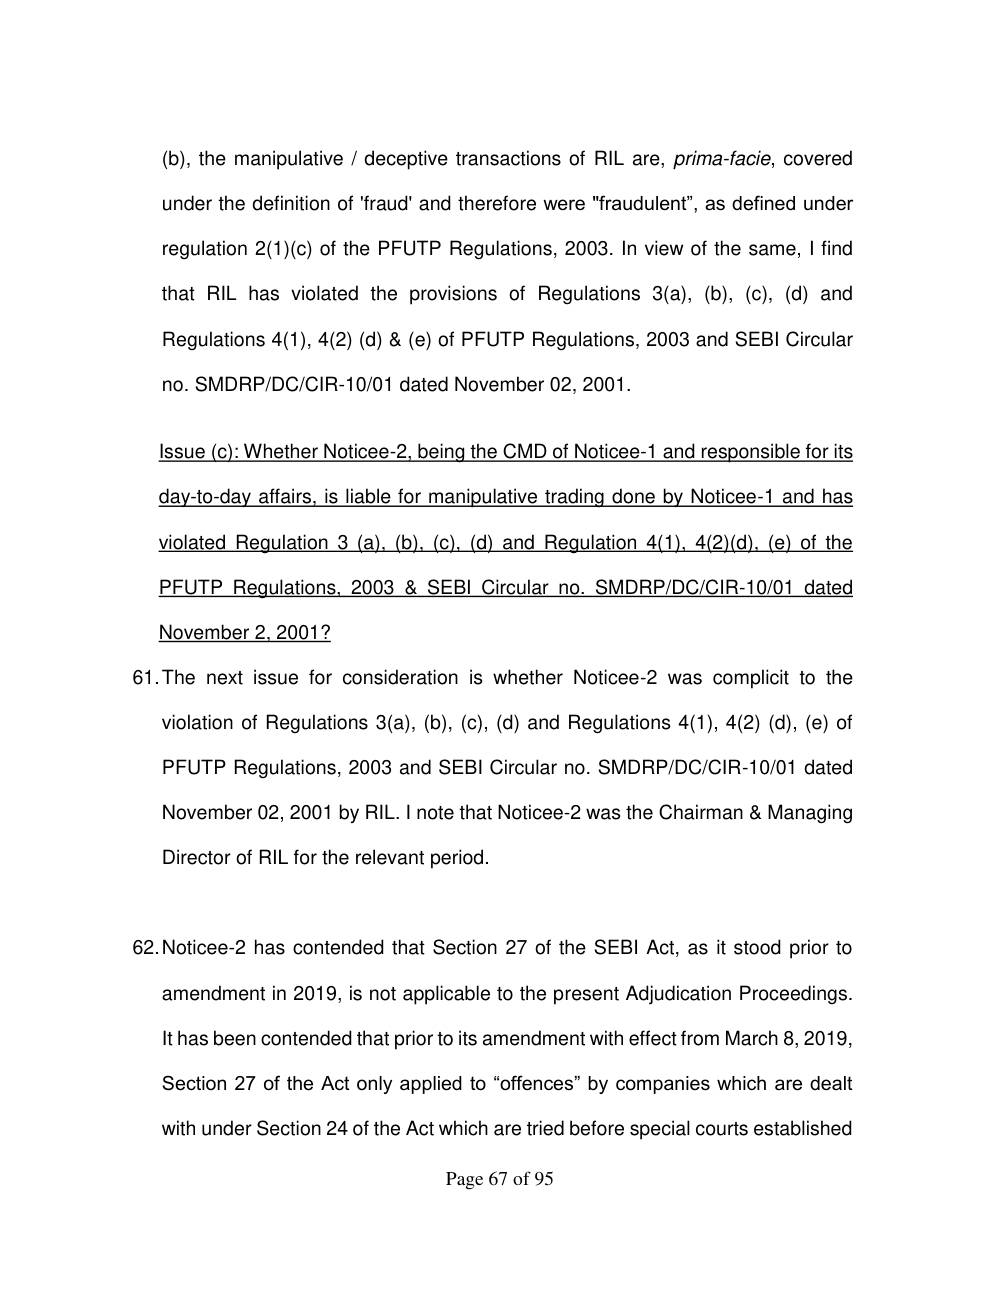 (b), the manipulative / deceptive transactions of RIL are, prima-facie, covered
under the definition of 'fraud' and therefore were "fraudulent”, as defined under
regulation 2(1)(c) of the PFUTP Regulations, 2003. In view of the same, I find
that RIL has violated the provisions of Regulations 3(a), (b), (c), (d) and
Regulations 4(1), 4(2) (d) & (e) of PFUTP Regulations, 2003 and SEBI Circular
no. SMDRP/DC/CIR-10/01 dated November 02, 2001.
Issue (c): Whether Noticee-2, being the CMD of Noticee-1 and responsible for its
day-to-day affairs, is liable for manipulative trading done by Noticee-1 and has
violated Regulation 3 (a), (b), (c), (d) and Regulation 4(1), 4(2)(d), (e) of the
PFUTP Regulations, 2003 & SEBI Circular no. SMDRP/DC/CIR-10/01 dated
November 2, 2001?
61. The next issue for consideration is whether Noticee-2 was complicit to the
violation of Regulations 3(a), (b), (c), (d) and Regulations 4(1), 4(2) (d), (e) of
PFUTP Regulations, 2003 and SEBI Circular no. SMDRP/DC/CIR-10/01 dated
November 02, 2001 by RIL. I note that Noticee-2 was the Chairman & Managing
Director of RIL for the relevant period.
62. Noticee-2 has contended that Section 27 of the SEBI Act, as it stood prior to
amendment in 2019, is not applicable to the present Adjudication Proceedings.
It has been contended that prior to its amendment with effect from March 8, 2019,
Section 27 of the Act only applied to “offences” by companies which are dealt
with under Section 24 of the Act which are tried before special courts established
Page 67 of 95